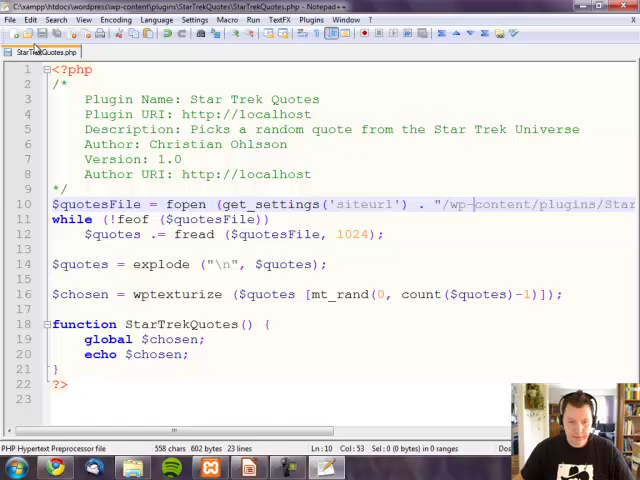 C:\xampp\htdocs\wordpress\wp-content\plugins\StarTrekQuotes\StarTrekQuotes.php - Notepad++
File Edit Search View Encoding Language Settings Macro Run TextFX Plugins Window ? X
StarTrekQuotes.php
1 <?php
2 /*
3 Plugin Name: Star Trek Quotes
4 Plugin URI: http://localhost
5 Description: Picks a random quote from the Star Trek Universe
6 Author: Christian Ohlsson
7 Version: 1.0
8 Author URI: http://localhost
9 */
10 $quotesFile = fopen (get_settings('siteurl') . "/wp-content/plugins/Star
11 while (!feof ($quotesFile))
12 $quotes .= fread ($quotesFile, 1024);
13
14 $quotes = explode ("\n", $quotes);
15
16 $chosen = wptexturize ($quotes [mt_rand(0, count($quotes)-1)]);
17
18 function StarTrekQuotes() {
19 global $chosen;
20 echo $chosen;
21 }
22 ?>
23
PHP Hypertext Preprocessor file 558 chars 602 bytes 23 lines Ln : 10 Col : 53 Sel : 0 (0 bytes) in 0 ranges Dos